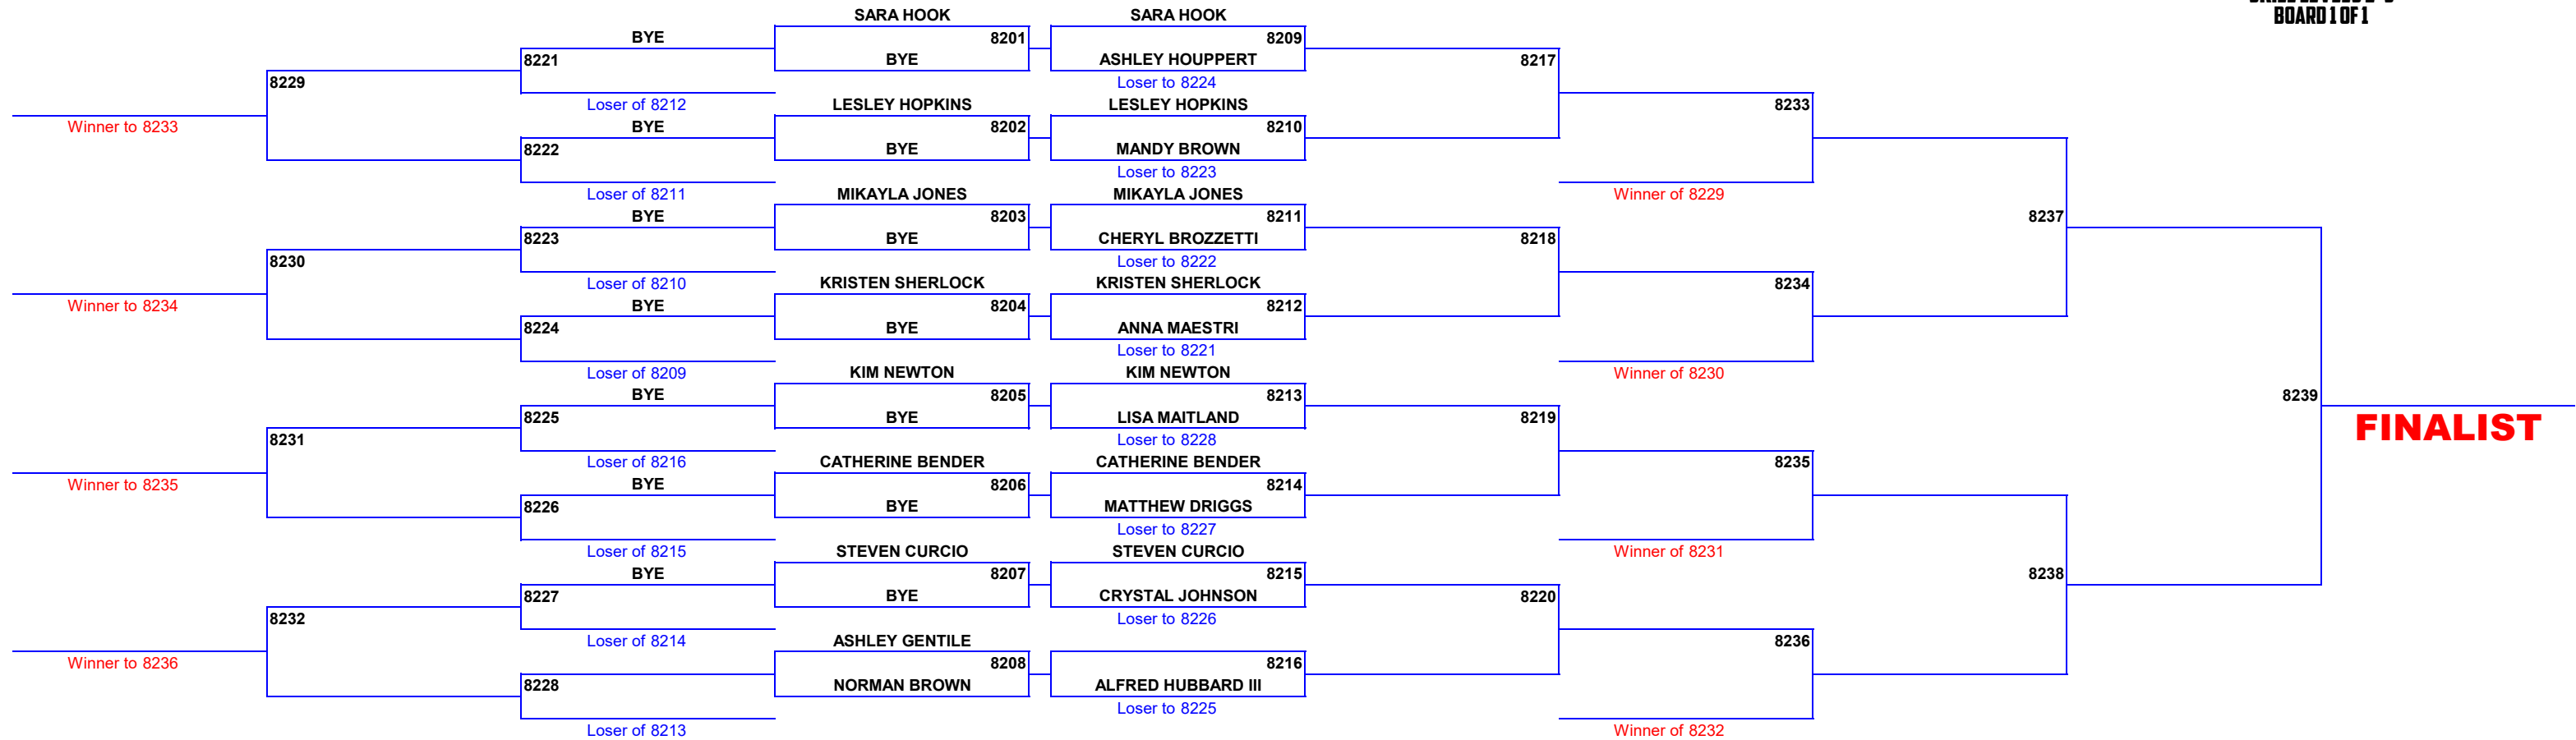 BOARD 1 OF 1
SARA HOOK SARA HOOK
BYE 8201 8209
8221 BYE ASHLEY HOUPPERT 8217
8229 Loser to 8224
Loser of 8212 LESLEY HOPKINS LESLEY HOPKINS 8233
Winner to 8233 BYE 8202 8210
8222 BYE MANDY BROWN
Loser to 8223
Loser of 8211 MIKAYLA JONES MIKAYLA JONES Winner of 8229
BYE 8203 8211 8237
8223 BYE CHERYL BROZZETTI 8218
8230 Loser to 8222
Loser of 8210 KRISTEN SHERLOCK KRISTEN SHERLOCK 8234
Winner to 8234 BYE 8204 8212
8224 BYE ANNA MAESTRI
Loser to 8221
Loser of 8209 KIM NEWTON KIM NEWTON Winner of 8230
BYE 8205 8213 8239
8225 BYE LISA MAITLAND 8219 FINALIST
8231 Loser to 8228
Loser of 8216 CATHERINE BENDER CATHERINE BENDER 8235
Winner to 8235 BYE 8206 8214
8226 BYE MATTHEW DRIGGS
Loser to 8227
Loser of 8215 STEVEN CURCIO STEVEN CURCIO Winner of 8231
BYE 8207 8215 8238
8227 BYE CRYSTAL JOHNSON 8220
8232 Loser to 8226
Loser of 8214 ASHLEY GENTILE 8236
Winner to 8236 8208 8216
8228 NORMAN BROWN ALFRED HUBBARD III
Loser to 8225
Loser of 8213 Winner of 8232